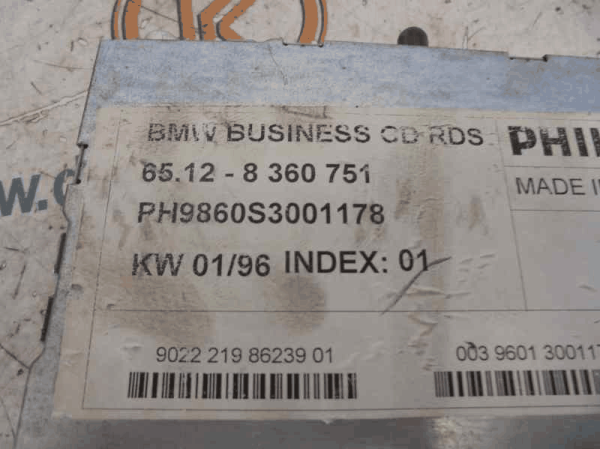 BMW BUSINESS CD RDS
PHI
65.12 - 8 360 751
MADE I
PH9860S3001178
KW 01/96 INDEX: 01
9022 219 86239 01
003 9601 30011